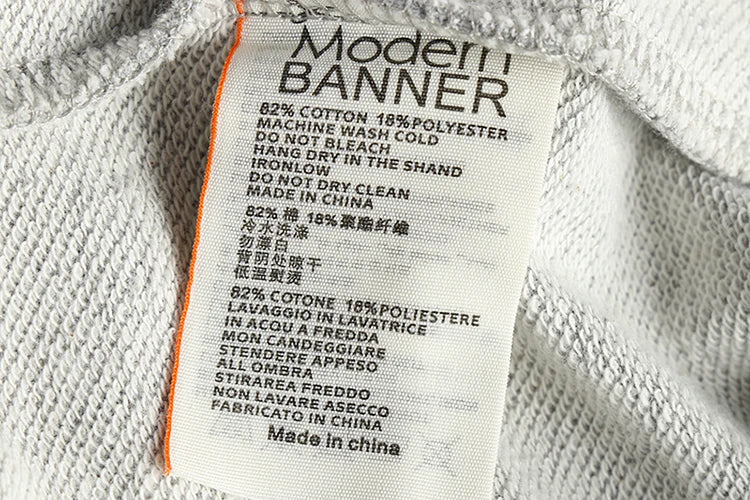 Modern
BANNER
82% COTTON 18%POLYESTER
MACHINE WASH COLD
DO NOT BLEACH
HANG DRY IN THE SHAND
IRONLOW
DO NOT DRY CLEAN
MADE IN CHINA
82% 棉 18%聚酯纤维
冷水洗涤
勿漂白
背阴处晾干
低温熨烫
82% COTONE 18%POLIESTERE
LAVAGGIO IN LAVATRICE
IN ACQU A FREDDA
MON CANDEGGIARE
STENDERE APPESO
ALL OMBRA
STIRAREA FREDDO
NON LAVARE ASECCO
FABRICATO IN CHINA
Made in china